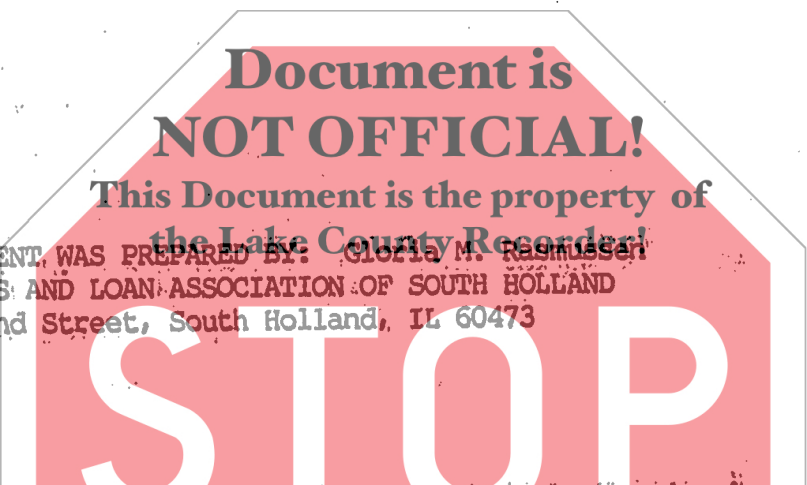 Document is
NOT OFFICIAL!
This Document is the property of
the Lake County Recorder!
ENT WAS PREPARED BY: Gloria M. Rasmussen
S AND LOAN ASSOCIATION OF SOUTH HOLLAND
nd Street, South Holland, IL 60473
STOP